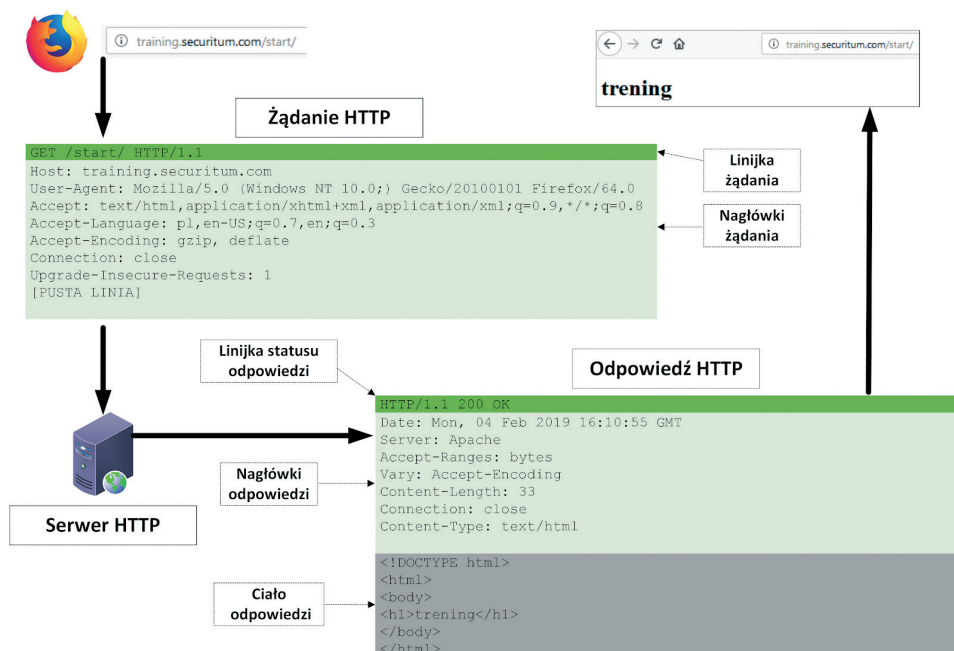 training.securitum.com/start/
training.securitum.com/start/
trening
Żądanie HTTP
GET /start/ HTTP/1.1
Host: training.securitum.com
User-Agent: Mozilla/5.0 (Windows NT 10.0;) Gecko/20100101 Firefox/64.0
Accept: text/html,application/xhtml+xml,application/xml;q=0.9,*/*;q=0.8
Accept-Language: pl,en-US;q=0.7,en;q=0.3
Accept-Encoding: gzip, deflate
Connection: close
Upgrade-Insecure-Requests: 1
[PUSTA LINIA]
Linijka
żądania
Nagłówki
żądania
Linijka statusu
odpowiedzi
Odpowiedź HTTP
HTTP/1.1 200 OK
Date: Mon, 04 Feb 2019 16:10:55 GMT
Server: Apache
Accept-Ranges: bytes
Vary: Accept-Encoding
Content-Length: 33
Connection: close
Content-Type: text/html
Nagłówki
odpowiedzi
Serwer HTTP
<!DOCTYPE html>
<html>
<body>
<h1>trening</h1>
</body>
</html>
Ciało
odpowiedzi